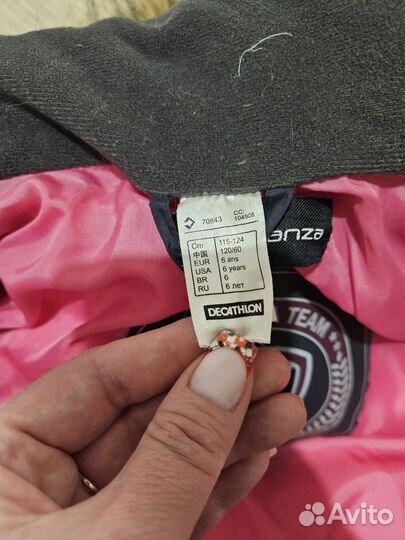 70843 CC: 104508
Cm 115-124
中国 120/60
EUR 6 ans
USA 6 years
BR 6
RU 6 лет
DECATHLON
anza
TEAM
Avito